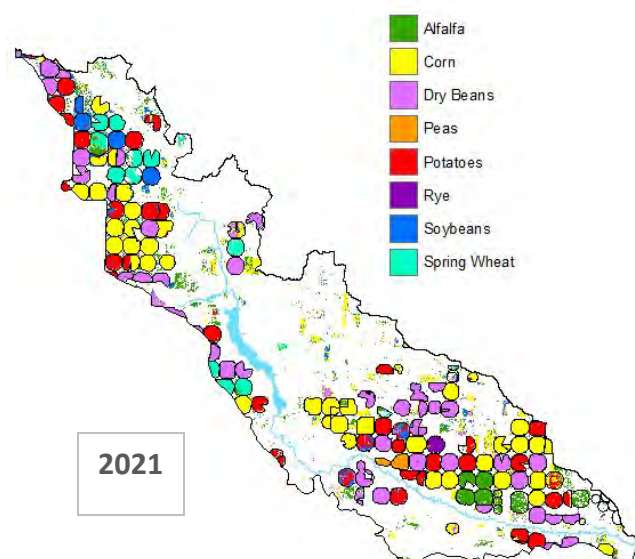 Alfalfa
Corn
Dry Beans
Peas
Potatoes
Rye
Soybeans
Spring Wheat
2021